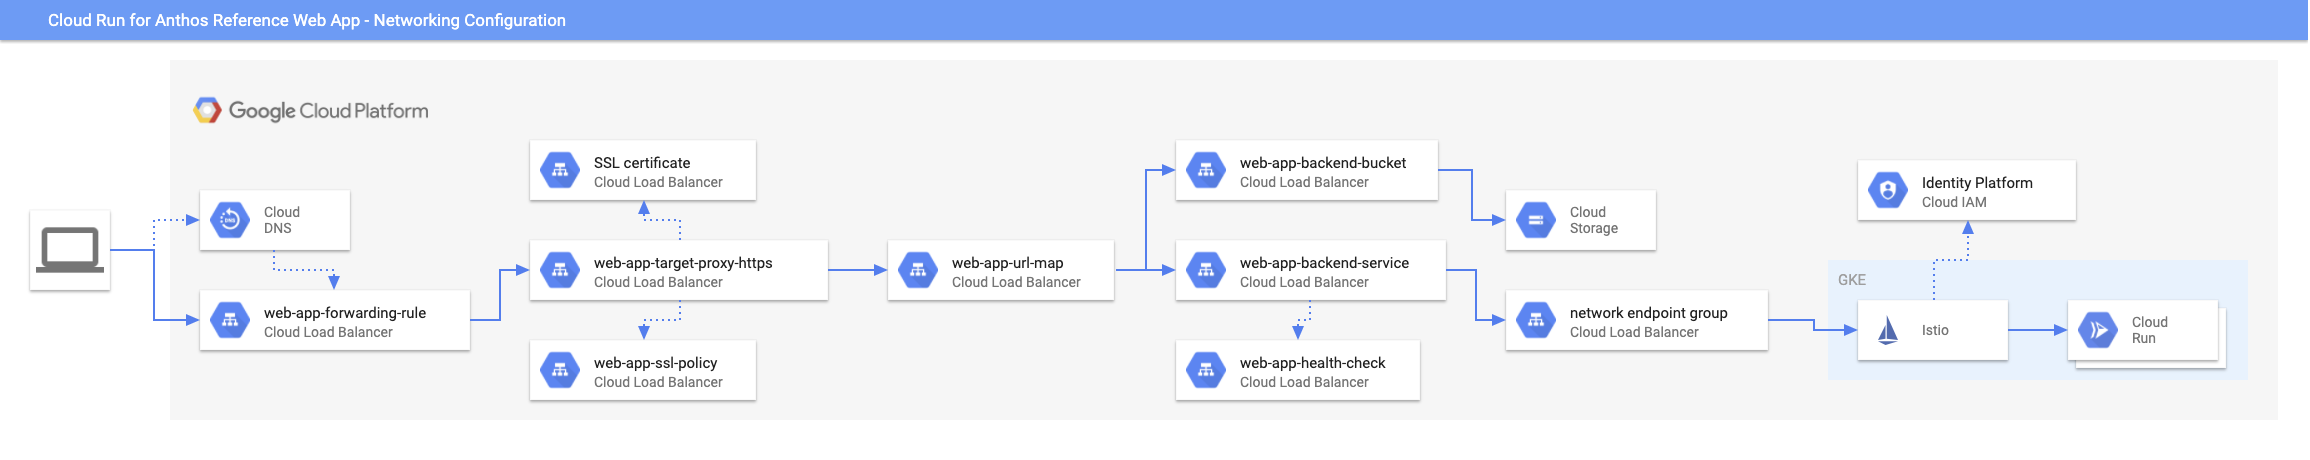 Cloud Run for Anthos Reference Web App - Networking Configuration
Google Cloud Platform
Cloud
DNS
DNS
web-app-forwarding-rule
Cloud Load Balancer
SSL certificate
Cloud Load Balancer
web-app-target-proxy-https
Cloud Load Balancer
web-app-ssl-policy
Cloud Load Balancer
web-app-url-map
Cloud Load Balancer
web-app-backend-bucket
Cloud Load Balancer
web-app-backend-service
Cloud Load Balancer
web-app-health-check
Cloud Load Balancer
Cloud
Storage
network endpoint group
Cloud Load Balancer
Identity Platform
Cloud IAM
GKE
Istio
Cloud
Run